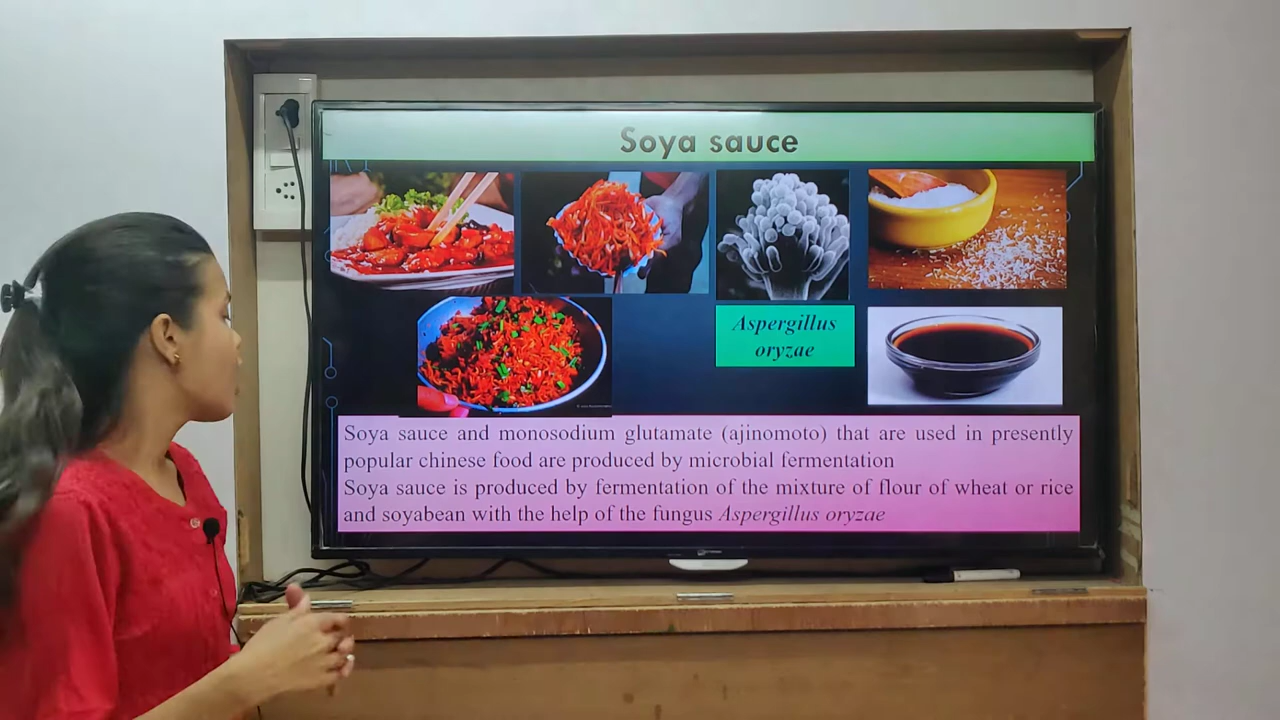 Soya sauce
Aspergillus
oryzae
Soya sauce and monosodium glutamate (ajinomoto) that are used in presently
popular chinese food are produced by microbial fermentation
Soya sauce is produced by fermentation of the mixture of flour of wheat or rice
and soyabean with the help of the fungus Aspergillus oryzae